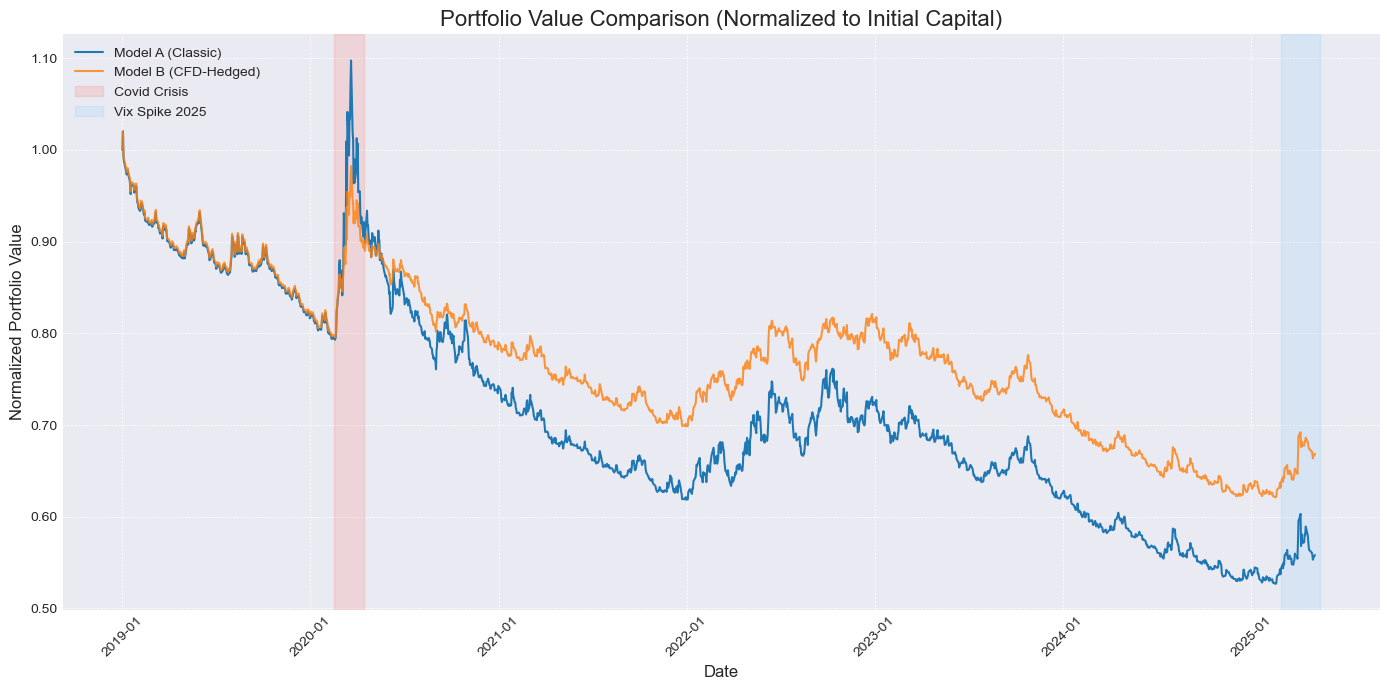 Portfolio Value Comparison (Normalized to Initial Capital)
Model A (Classic)
Model B (CFD-Hedged)
Covid Crisis
Vix Spike 2025
Normalized Portfolio Value
1.10
1.00
0.90
0.80
0.70
0.60
0.50
2019-01
2020-01
2021-01
2022-01
2023-01
2024-01
2025-01
Date